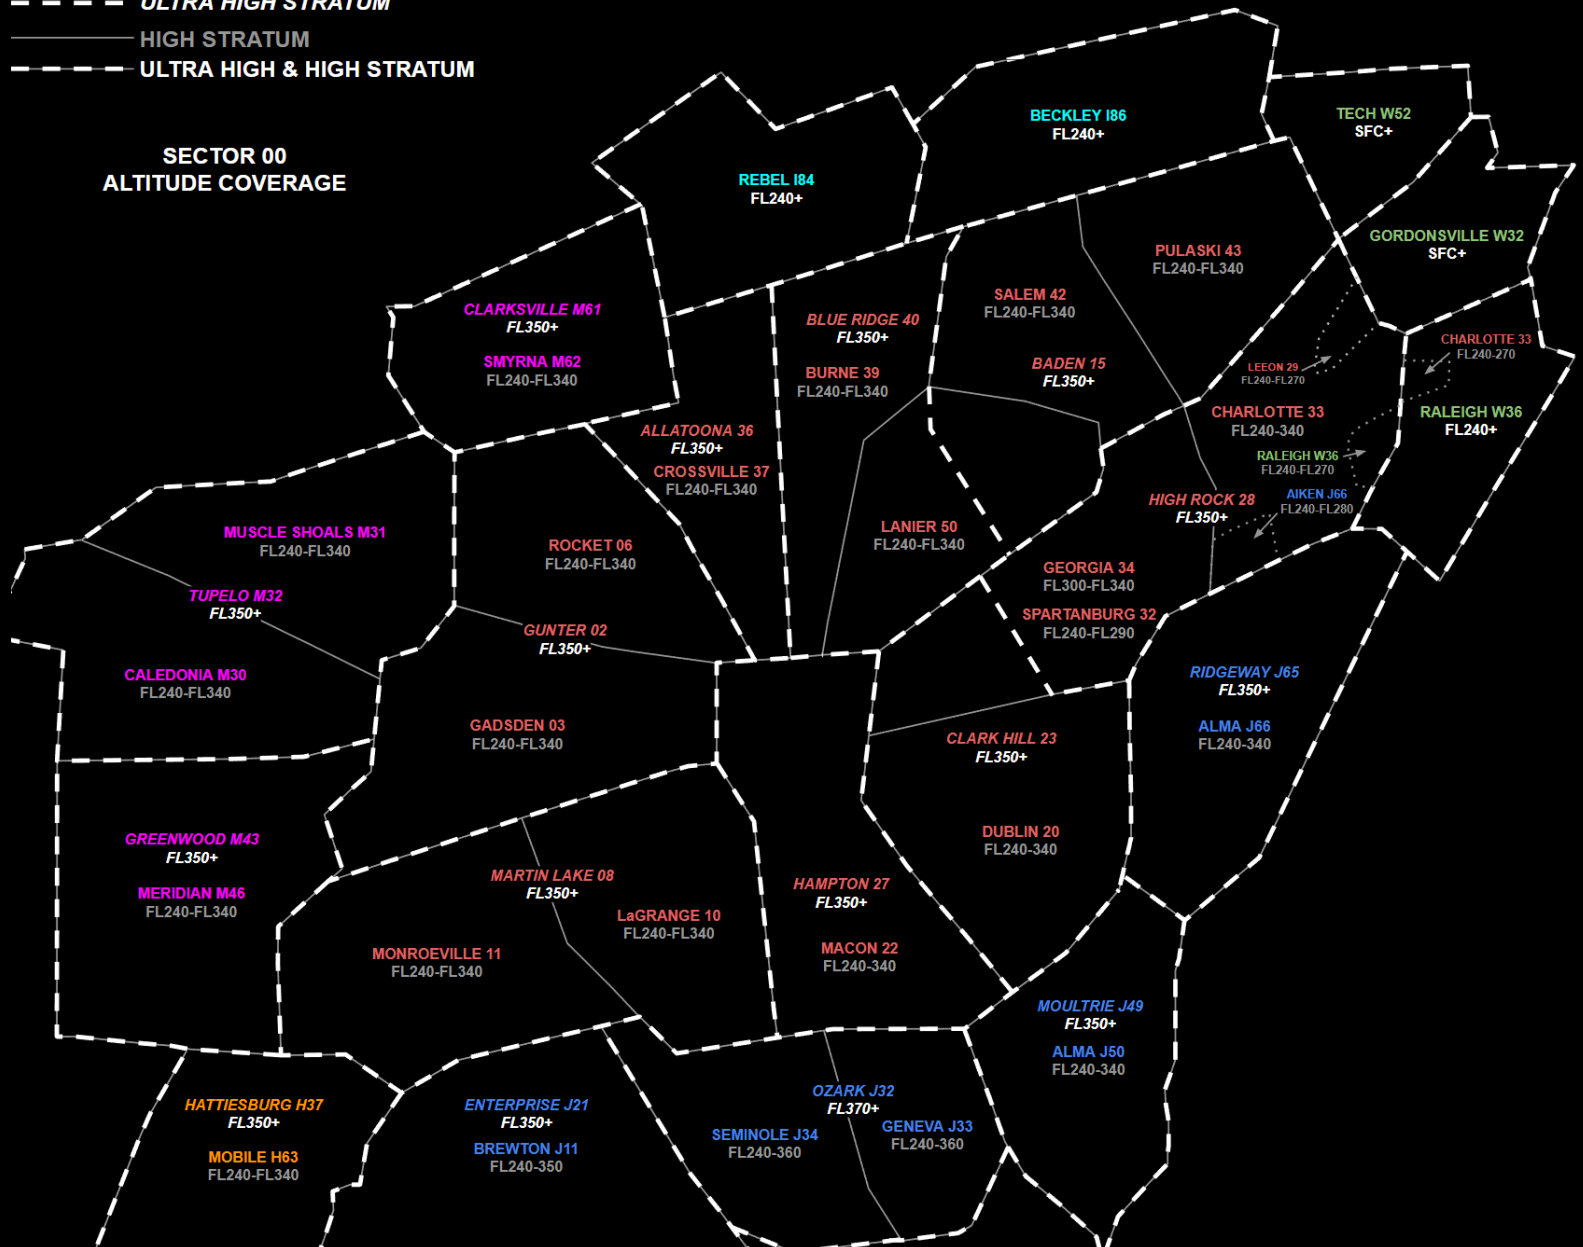 ULTRA HIGH STRATUM
HIGH STRATUM
ULTRA HIGH & HIGH STRATUM
SECTOR 00
ALTITUDE COVERAGE
BECKLEY I86
FL240+
TECH W52
SFC+
REBEL I84
FL240+
GORDONSVILLE W32
SFC+
PULASKI 43
FL240-FL340
SALEM 42
FL240-FL340
CLARKSVILLE M61
FL350+
BLUE RIDGE 40
FL350+
CHARLOTTE 33
FL240-270
SMYRNA M62
FL240-FL340
BURNE 39
FL240-FL340
BADEN 15
FL350+
LEEON 29
FL240-FL270
CHARLOTTE 33
FL240-340
RALEIGH W36
FL240+
ALLATOONA 36
FL350+
CROSSVILLE 37
FL240-FL340
RALEIGH W36
FL240-FL270
HIGH ROCK 28
FL350+
AIKEN J66
FL240-FL280
MUSCLE SHOALS M31
FL240-FL340
ROCKET 06
FL240-FL340
LANIER 50
FL240-FL340
GEORGIA 34
FL300-FL340
TUPELO M32
FL350+
SPARTANBURG 32
FL240-FL290
GUNTER 02
FL350+
CALEDONIA M30
FL240-FL340
RIDGEWAY J65
FL350+
GADSDEN 03
FL240-FL340
CLARK HILL 23
FL350+
ALMA J66
FL240-340
GREENWOOD M43
FL350+
DUBLIN 20
FL240-340
MERIDIAN M46
FL240-FL340
MARTIN LAKE 08
FL350+
HAMPTON 27
FL350+
LaGRANGE 10
FL240-FL340
MONROEVILLE 11
FL240-FL340
MACON 22
FL240-340
MOULTRIE J49
FL350+
ALMA J50
FL240-340
HATTIESBURG H37
FL350+
ENTERPRISE J21
FL350+
OZARK J32
FL370+
SEMINOLE J34
FL240-360
GENEVA J33
FL240-360
MOBILE H63
FL240-FL340
BREWTON J11
FL240-350